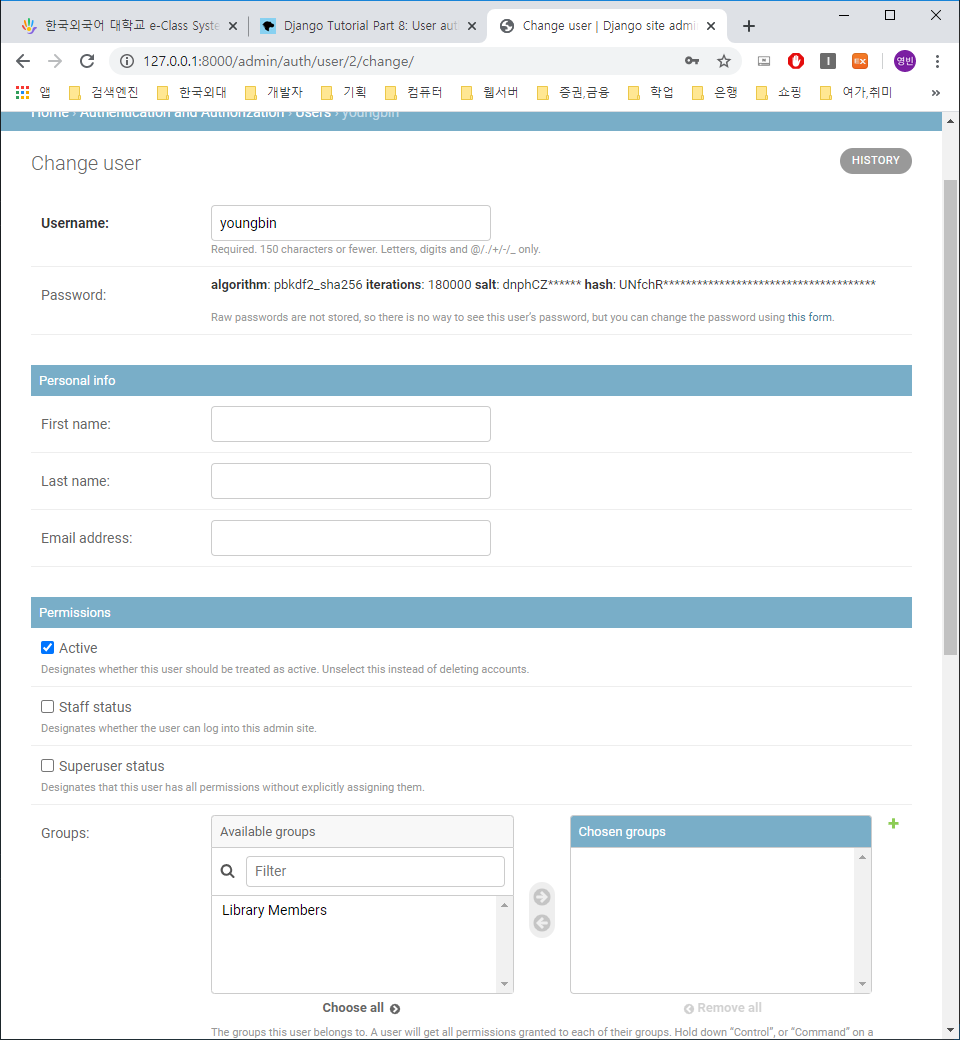 한국외국어 대학교 e-Class Syste
Django Tutorial Part 8: User aut
Change user | Django site admi
127.0.0.1:8000/admin/auth/user/2/change/
영빈
앱 검색엔진 한국외대 개발자 기획 컴퓨터 웹서버 증권,금융 학업 은행 쇼핑 여가,취미 »
Home › Authentication and Authorization › Users › youngbin
Change user
HISTORY
Username:
youngbin
Required. 150 characters or fewer. Letters, digits and @/./+/-/_ only.
Password:
algorithm: pbkdf2_sha256 iterations: 180000 salt: dnphCZ****** hash: UNfchR**************************************
Raw passwords are not stored, so there is no way to see this user's password, but you can change the password using this form.
Personal info
First name:
Last name:
Email address:
Permissions
Active
Designates whether this user should be treated as active. Unselect this instead of deleting accounts.
Staff status
Designates whether the user can log into this admin site.
Superuser status
Designates that this user has all permissions without explicitly assigning them.
Groups:
Available groups
Filter
Library Members
Choose all
Chosen groups
Remove all
The groups this user belongs to. A user will get all permissions granted to each of their groups. Hold down “Control”, or “Command” on a